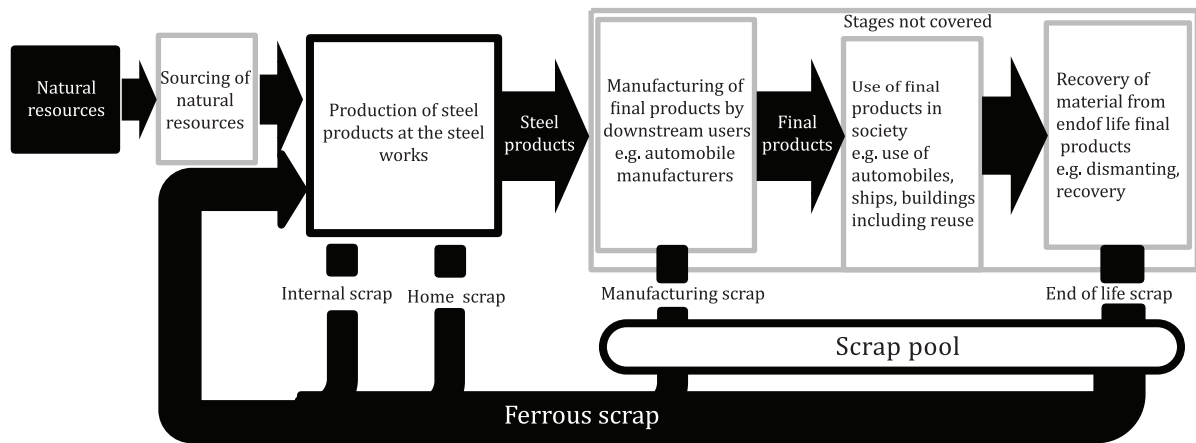 Stages not covered
Natural
resources
Sourcing of
natural
resources
Production of steel
products at the steel
works
Steel
products
Manufacturing of
final products by
downstream users
e.g. automobile
manufacturers
Final
products
Use of final
products in
society
e.g. use of
automobiles,
ships, buildings
including reuse
Recovery of
material from
endof life final
products
e.g. dismanting,
recovery
Internal scrap
Home scrap
Manufacturing scrap
End of life scrap
Scrap pool
Ferrous scrap